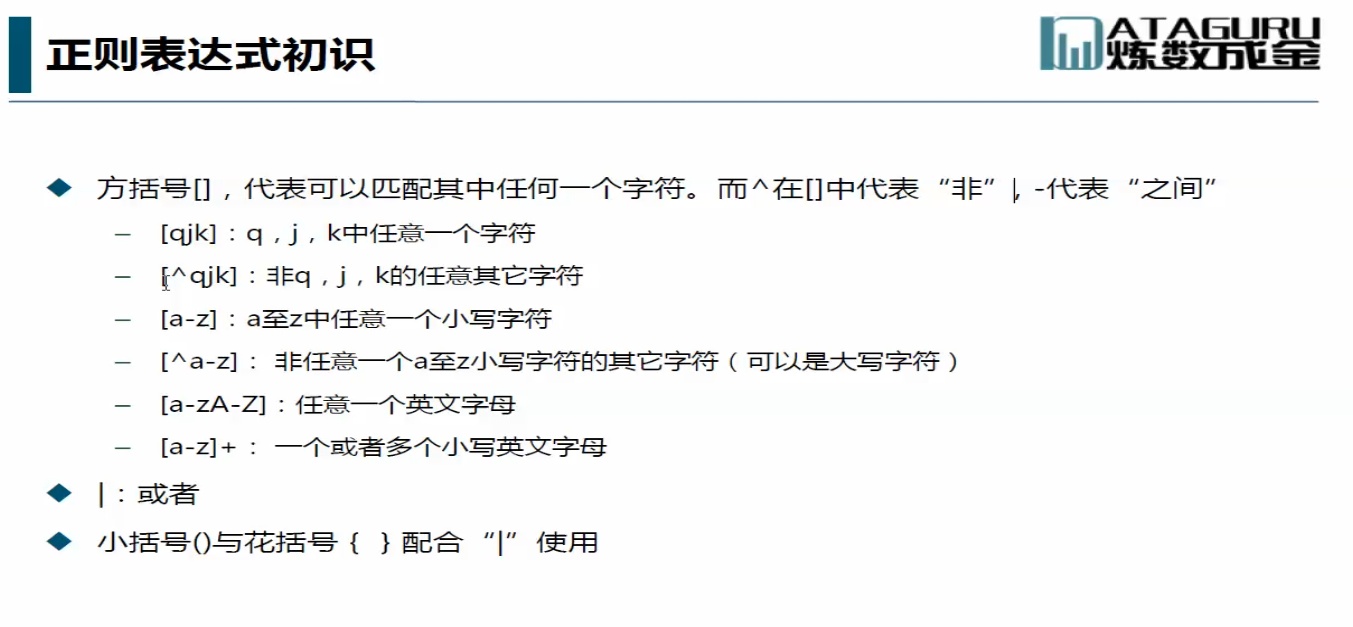 正则表达式初识
ATAGURU
炼数成金
方括号[]，代表可以匹配其中任何一个字符。而^在[]中代表“非”，-代表“之间”
– [qjk]：q，j，k中任意一个字符
– [^qjk]：非q，j，k的任意其它字符
– [a-z]：a至z中任意一个小写字符
– [^a-z]： 非任意一个a至z小写字符的其它字符（可以是大写字符）
– [a-zA-Z]：任意一个英文字母
– [a-z]+： 一个或者多个小写英文字母
|：或者
小括号()与花括号{ }配合“|”使用